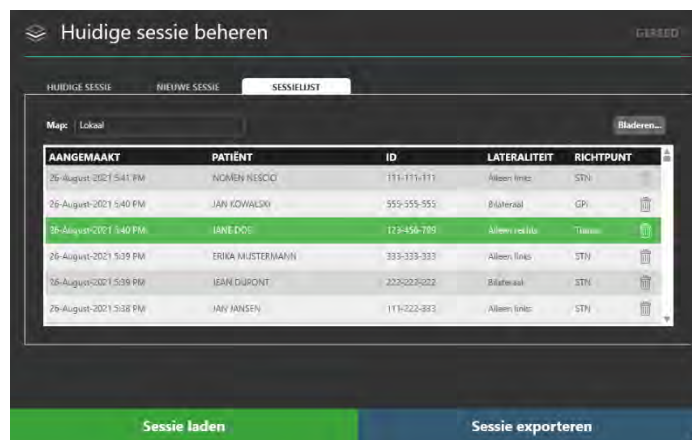 Huidige sessie beheren GEREED
HUIDIGE SESSIE NIEUWE SESSIE SESSIELIJST
Map: Lokaal Bladeren...
AANGEMAAKT PATIËNT ID LATERALITEIT RICHTPUNT
26-August-2021 5:41 PM NOMEN NESCIO 111-111-111 Alleen links STN
26-August-2021 5:40 PM JAN KOWALSKI 555-555-555 Bilateraal GPi
26-August-2021 5:40 PM JANE DOE 123-456-789 Alleen rechts
26-August-2021 5:39 PM ERIKA MUSTERMANN 333-333-333 Alleen links STN
26-August-2021 5:39 PM JEAN DUPONT 222-222-222 Bilateraal STN
26-August-2021 5:38 PM JAN JANSEN 111-222-333 Alleen links STN
Sessie laden Sessie exporteren